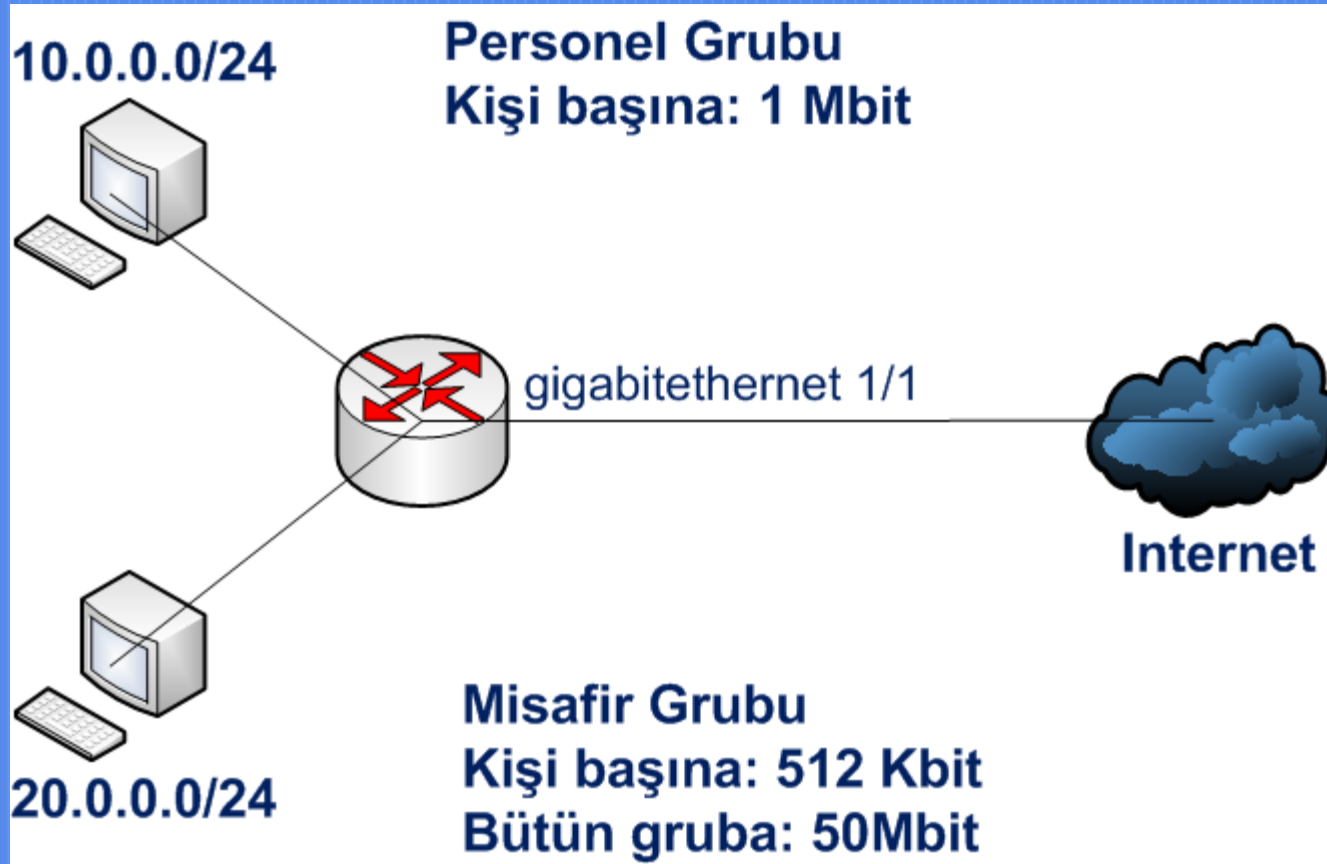 10.0.0.0/24
Personel Grubu
Kişi başına: 1 Mbit
gigabitethernet 1/1
Internet
20.0.0.0/24
Misafir Grubu
Kişi başına: 512 Kbit
Bütün gruba: 50Mbit